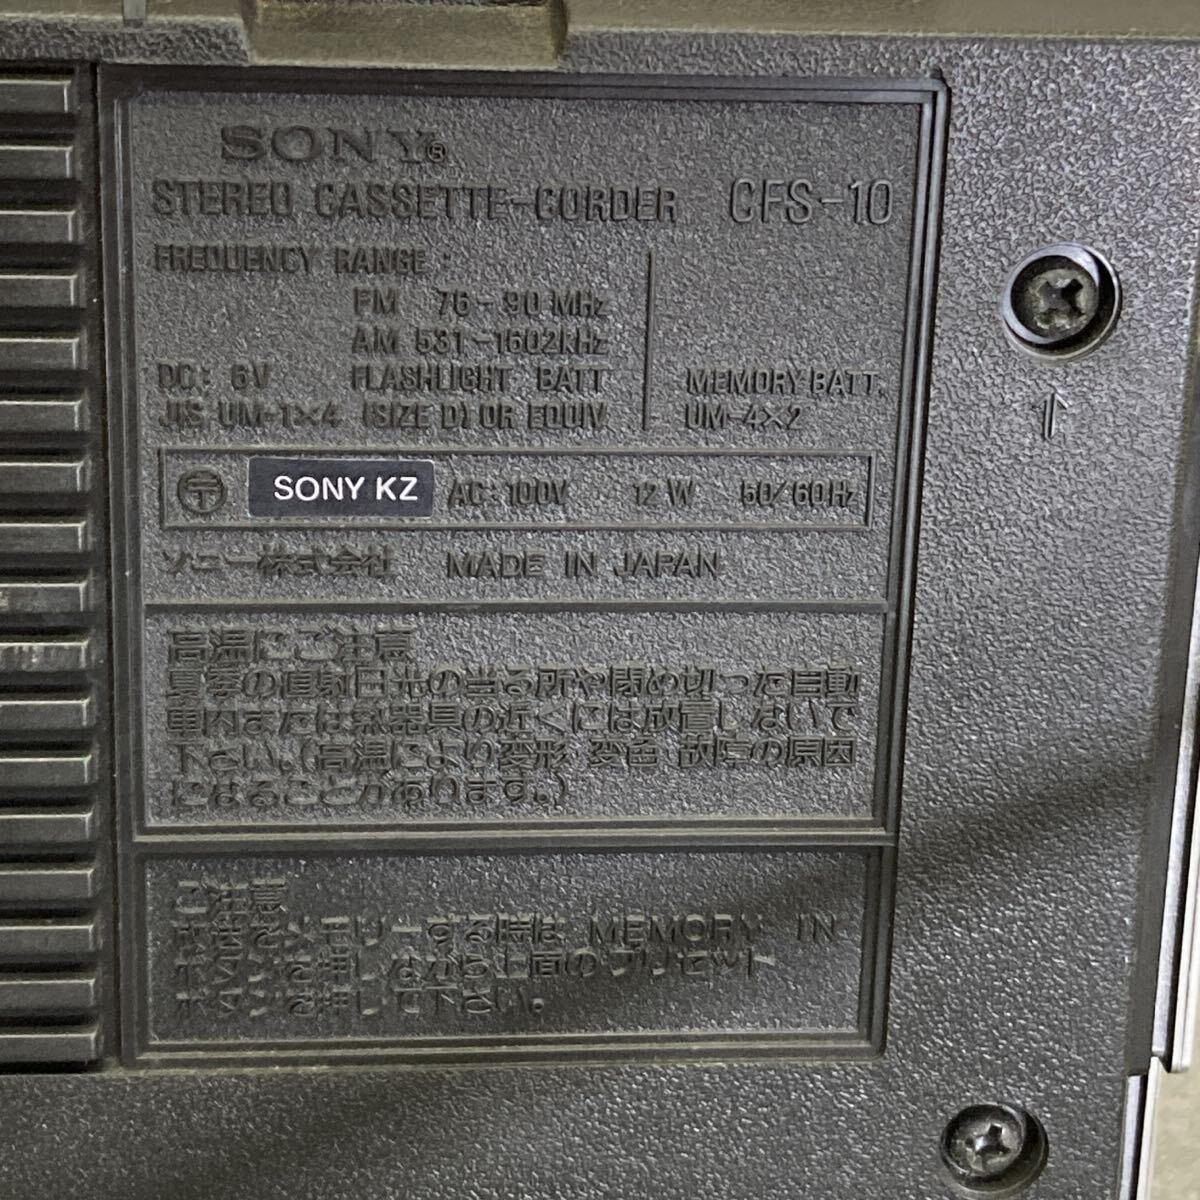 SONY®
STEREO CASSETTE-CORDER CFS-10
FREQUENCY RANGE:
FM 76-90 MHz
AM 531-1602kHz
DC: 6V FLASHLIGHT BATT
JIS UM-1×4 (SIZE D) OR EQUIV
MEMORY BATT.
UM-4×2
〒 SONY KZ AC:100V 12W 50/60Hz
ソニー株式会社 MADE IN JAPAN
高温にご注意
夏季の直射日光の当る所や閉め切った自動
車内または熱器具の近くには放置しないで
下さい。(高温により変形 変色 故障の原因
になることがあります。)
ご注意
メモリーする時は MEMORY IN
ボタンを押しながら上面のプリセット
ボタンを押して下さい。
↑